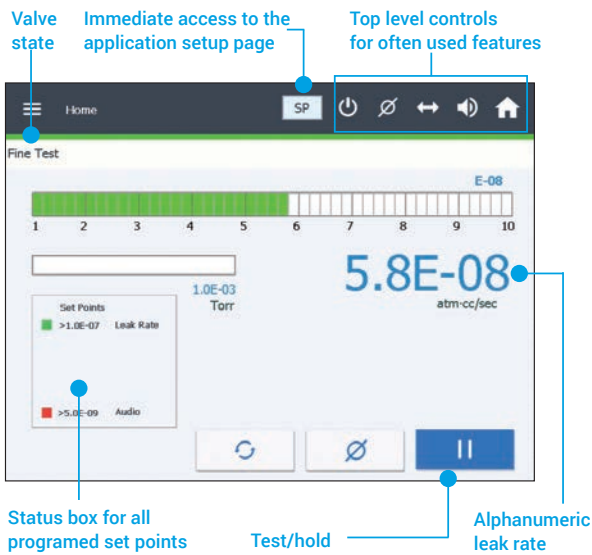 Valve
state
Immediate access to the
application setup page
Top level controls
for often used features
Home
SP
Fine Test
E-08
1 2 3 4 5 6 7 8 9 10
5.8E-08
atm·cc/sec
1.0E-03
Torr
Set Points
>1.0E-07 Leak Rate
>5.0E-09 Audio
Status box for all
programed set points
Test/hold
Alphanumeric
leak rate